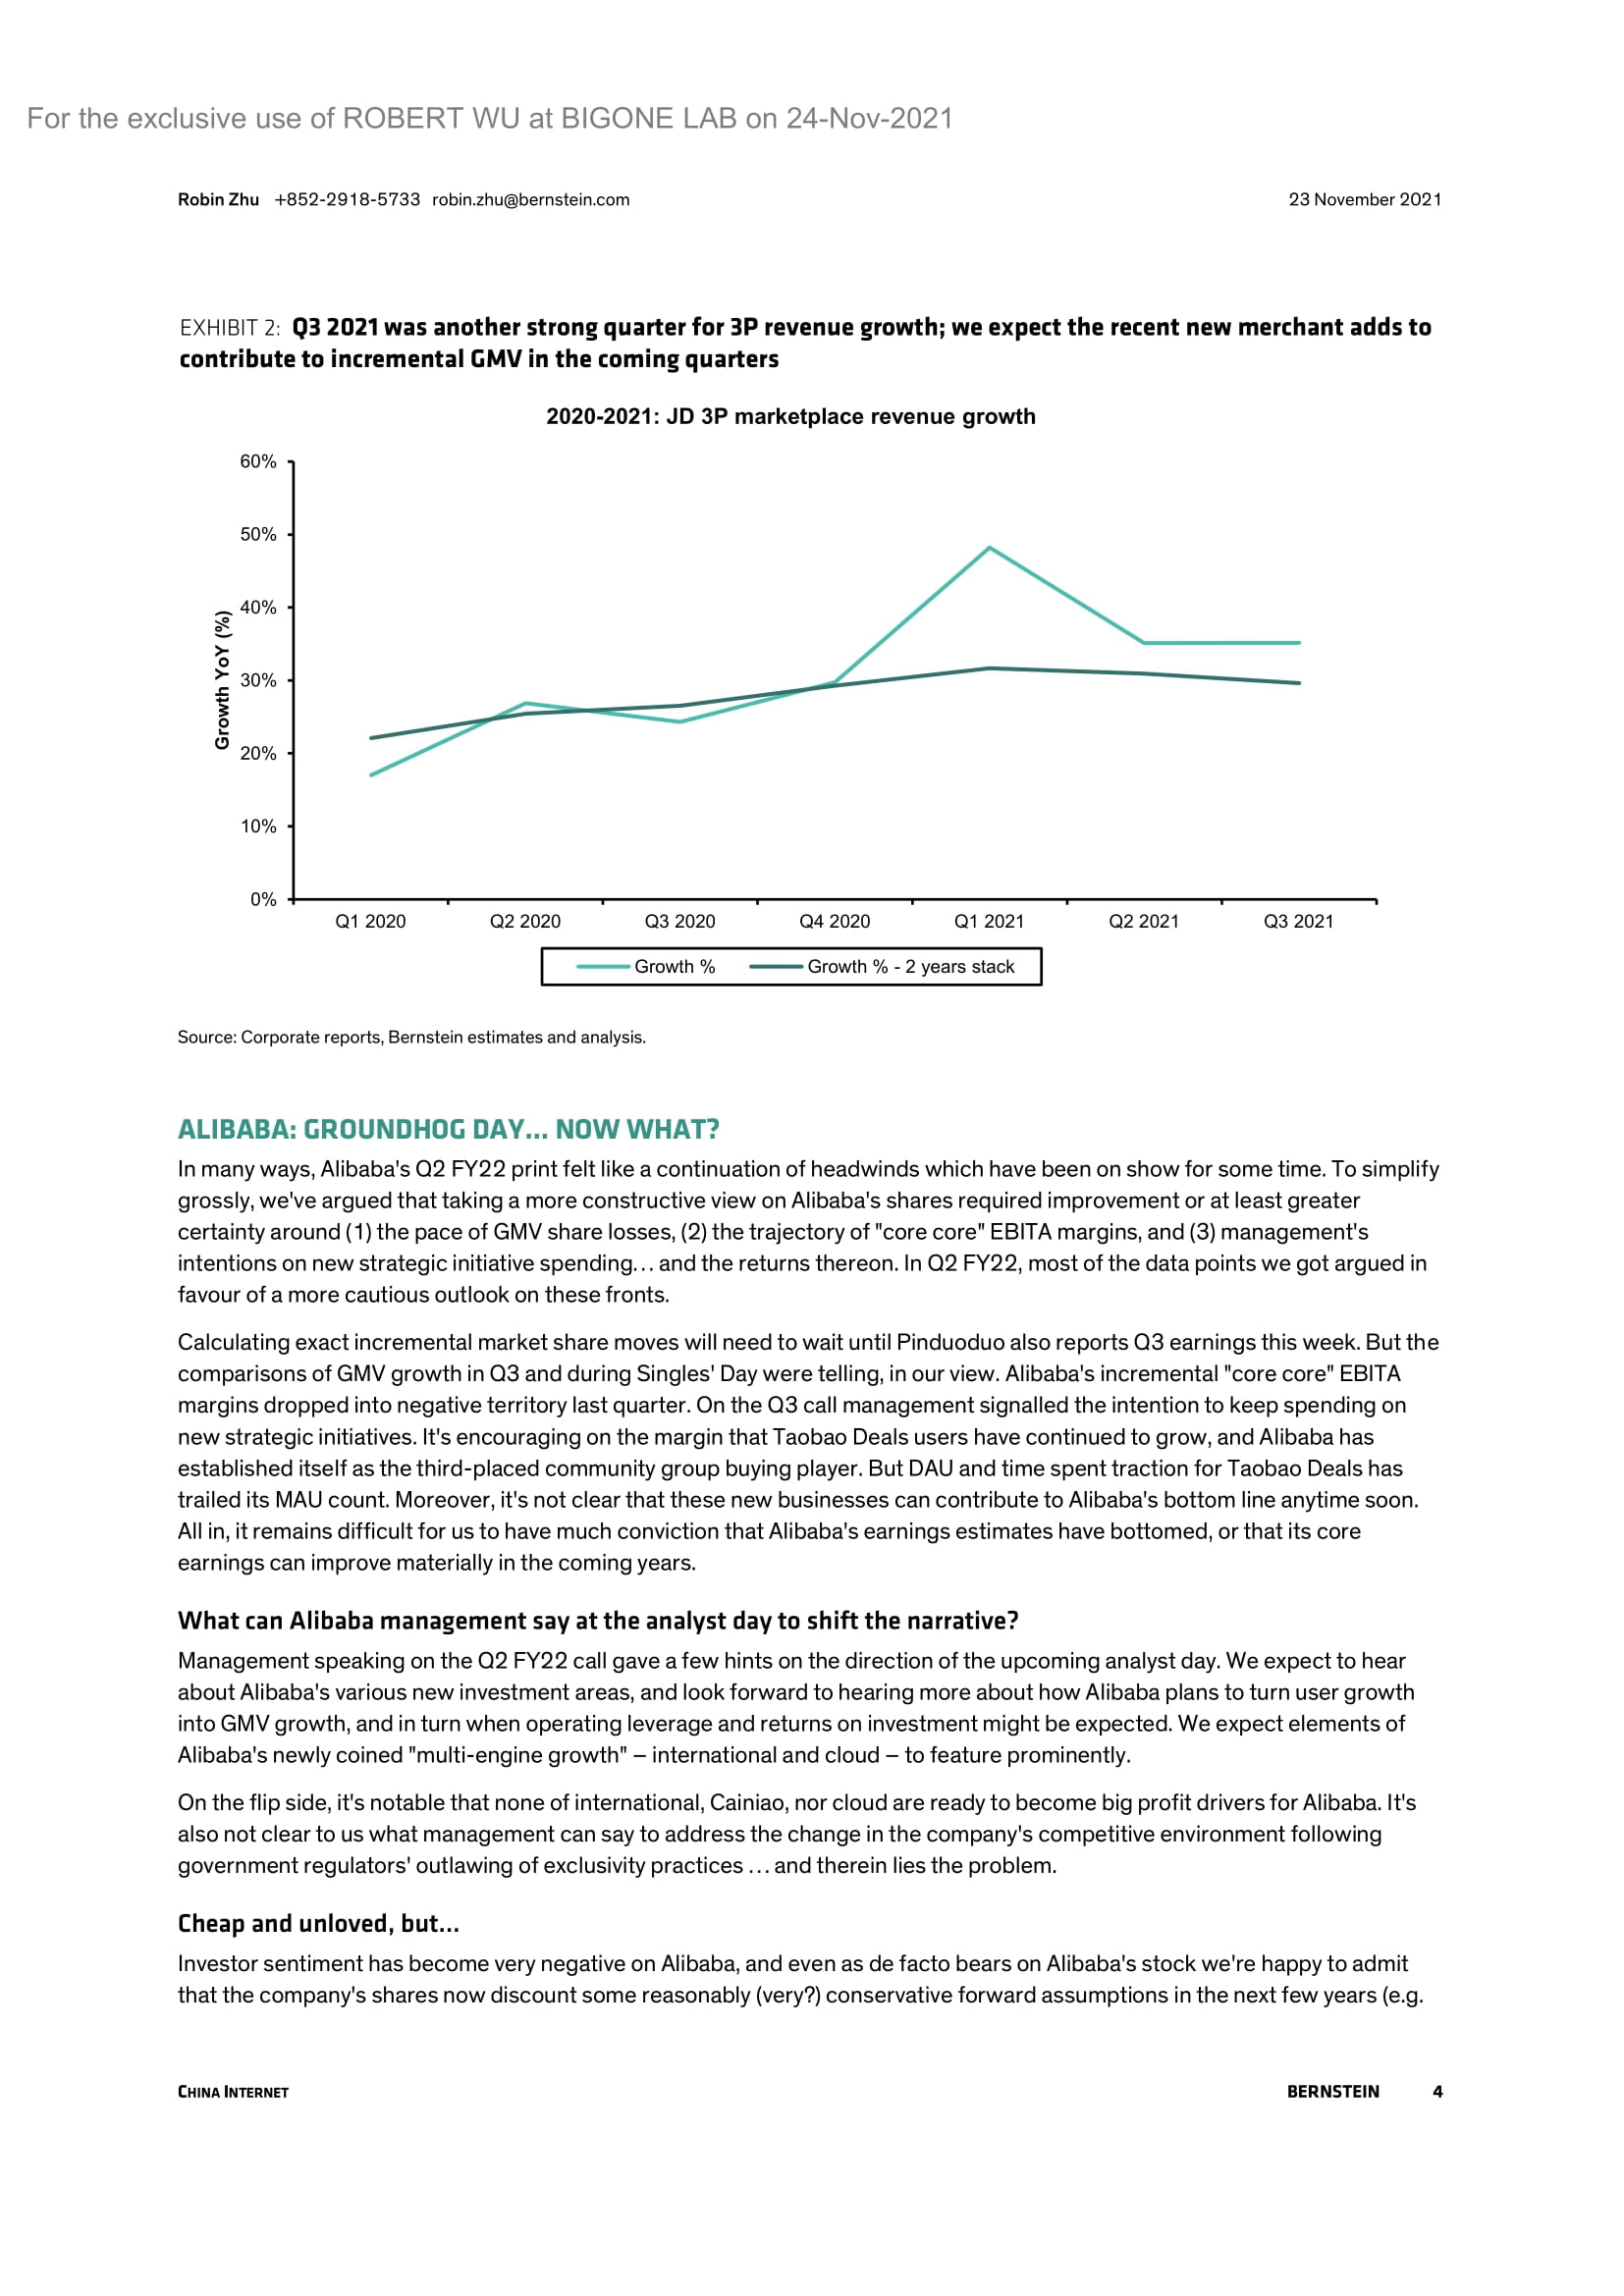 For the exclusive use of ROBERT WU at BIGONE LAB on 24-Nov-2021
Robin Zhu +852-2918-5733 robin.zhu@bernstein.com 23 November 2021
EXHIBIT 2: Q3 2021 was another strong quarter for 3P revenue growth; we expect the recent new merchant adds to
contribute to incremental GMV in the coming quarters
2020-2021: JD 3P marketplace revenue growth
Growth YoY (%)
60%
50%
40%
30%
20%
10%
0%
Q1 2020 Q2 2020 Q3 2020 Q4 2020 Q1 2021 Q2 2021 Q3 2021
Growth % Growth % - 2 years stack
Source: Corporate reports, Bernstein estimates and analysis.
ALIBABA: GROUNDHOG DAY... NOW WHAT?
In many ways, Alibaba's Q2 FY22 print felt like a continuation of headwinds which have been on show for some time. To simplify
grossly, we've argued that taking a more constructive view on Alibaba's shares required improvement or at least greater
certainty around (1) the pace of GMV share losses, (2) the trajectory of "core core" EBITA margins, and (3) management's
intentions on new strategic initiative spending... and the returns thereon. In Q2 FY22, most of the data points we got argued in
favour of a more cautious outlook on these fronts.
Calculating exact incremental market share moves will need to wait until Pinduoduo also reports Q3 earnings this week. But the
comparisons of GMV growth in Q3 and during Singles' Day were telling, in our view. Alibaba's incremental "core core" EBITA
margins dropped into negative territory last quarter. On the Q3 call management signalled the intention to keep spending on
new strategic initiatives. It's encouraging on the margin that Taobao Deals users have continued to grow, and Alibaba has
established itself as the third-placed community group buying player. But DAU and time spent traction for Taobao Deals has
trailed its MAU count. Moreover, it's not clear that these new businesses can contribute to Alibaba's bottom line anytime soon.
All in, it remains difficult for us to have much conviction that Alibaba's earnings estimates have bottomed, or that its core
earnings can improve materially in the coming years.
What can Alibaba management say at the analyst day to shift the narrative?
Management speaking on the Q2 FY22 call gave a few hints on the direction of the upcoming analyst day. We expect to hear
about Alibaba's various new investment areas, and look forward to hearing more about how Alibaba plans to turn user growth
into GMV growth, and in turn when operating leverage and returns on investment might be expected. We expect elements of
Alibaba's newly coined "multi-engine growth" – international and cloud – to feature prominently.
On the flip side, it's notable that none of international, Cainiao, nor cloud are ready to become big profit drivers for Alibaba. It's
also not clear to us what management can say to address the change in the company's competitive environment following
government regulators' outlawing of exclusivity practices ... and therein lies the problem.
Cheap and unloved, but...
Investor sentiment has become very negative on Alibaba, and even as de facto bears on Alibaba's stock we're happy to admit
that the company's shares now discount some reasonably (very?) conservative forward assumptions in the next few years (e.g.
CHINA INTERNET BERNSTEIN 4